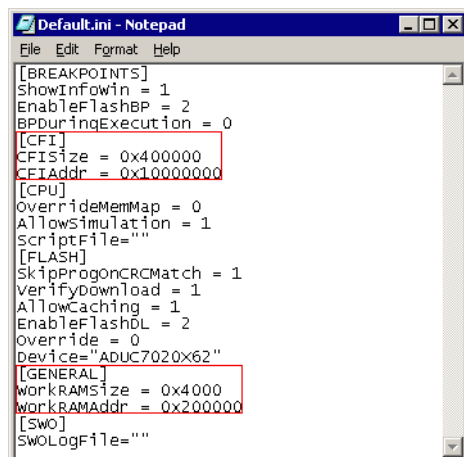 Default.ini - Notepad
File Edit Format Help
[BREAKPOINTS]
ShowInfoWin = 1
EnableFlashBP = 2
BPDuringExecution = 0
[CFI]
CFISize = 0x400000
CFIAddr = 0x10000000
[CPU]
OverrideMemMap = 0
AllowSimulation = 1
ScriptFile=""
[FLASH]
SkipProgOnCRCMatch = 1
VerifyDownload = 1
AllowCaching = 1
EnableFlashDL = 2
Override = 0
Device="ADUC7020X62"
[GENERAL]
WorkRAMSize = 0x4000
WorkRAMAddr = 0x200000
[SWO]
SWOLogFile=""